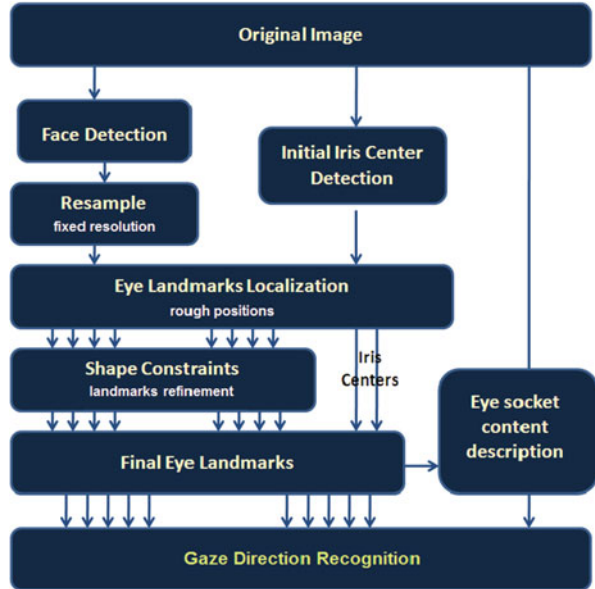 Original Image
Face Detection
Initial Iris Center
Detection
Resample
fixed resolution
Eye Landmarks Localization
rough positions
Shape Constraints
landmarks refinement
Iris
Centers
Eye socket
content
description
Final Eye Landmarks
Gaze Direction Recognition